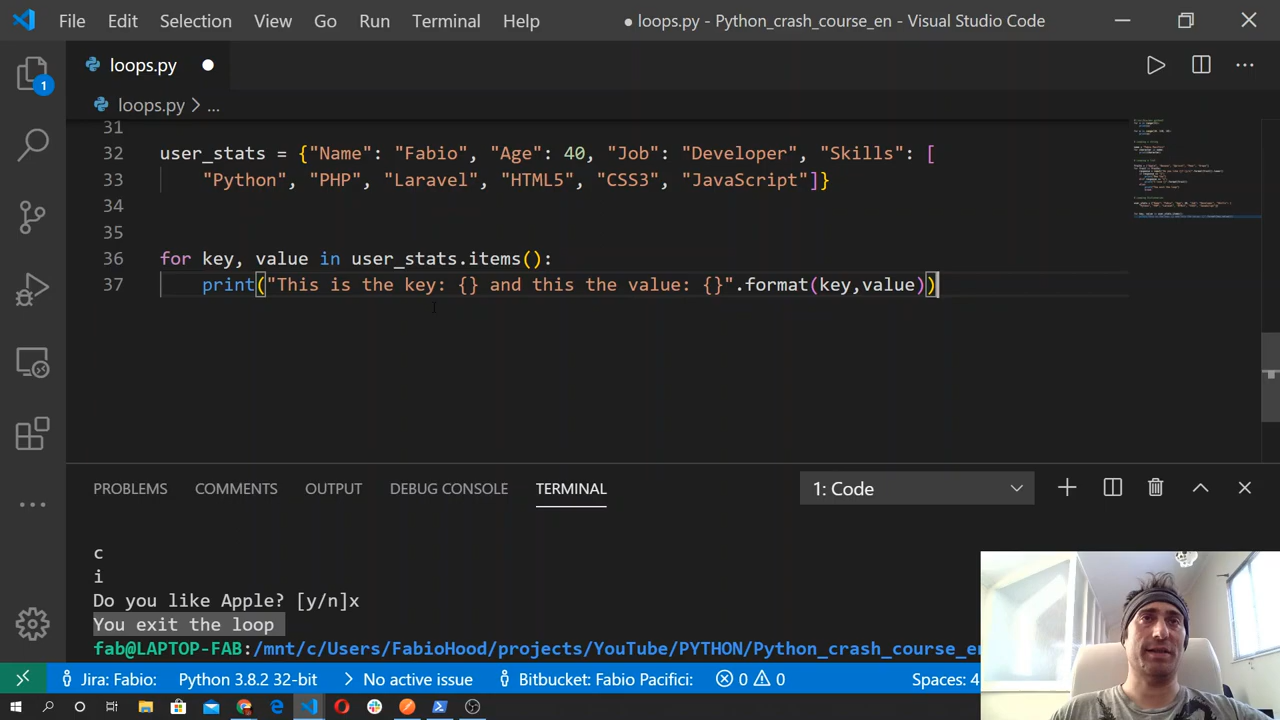 File Edit Selection View Go Run Terminal Help ● loops.py - Python_crash_course_en - Visual Studio Code
loops.py ●
loops.py > ...
1
31
32 user_stats = {"Name": "Fabio", "Age": 40, "Job": "Developer", "Skills": [
33 "Python", "PHP", "Laravel", "HTML5", "CSS3", "JavaScript"]}
34
35
36 for key, value in user_stats.items():
37 print("This is the key: {} and this the value: {}".format(key,value))
PROBLEMS COMMENTS OUTPUT DEBUG CONSOLE TERMINAL 1: Code
c
i
Do you like Apple? [y/n]x
You exit the loop
fab@LAPTOP-FAB:/mnt/c/Users/FabioHood/projects/YouTube/PYTHON/Python_crash_course_en
Jira: Fabio: Python 3.8.2 32-bit No active issue Bitbucket: Fabio Pacifici: 0 0 Spaces: 4